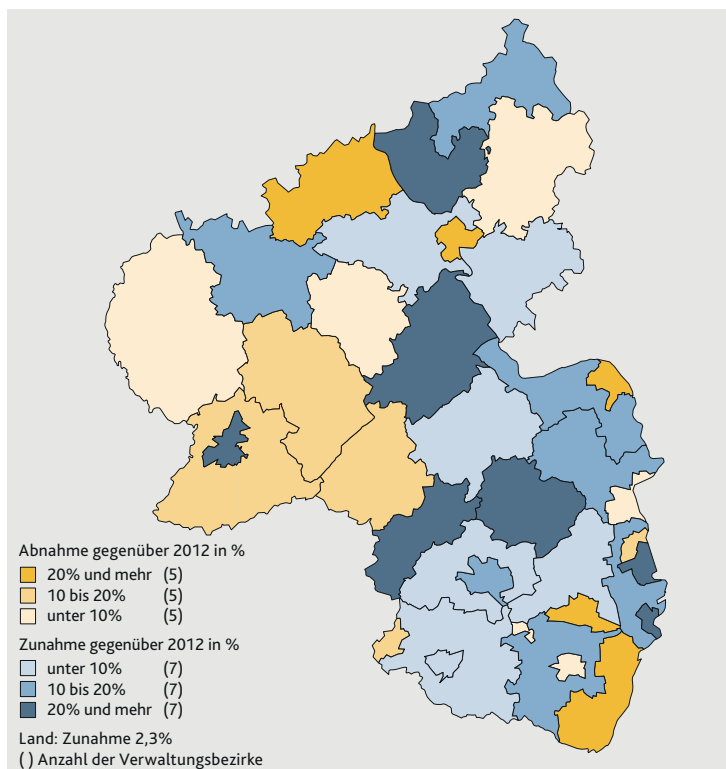 Abnahme gegenüber 2012 in %
20% und mehr (5)
10 bis 20% (5)
unter 10% (5)
Zunahme gegenüber 2012 in %
unter 10% (7)
10 bis 20% (7)
20% und mehr (7)
Land: Zunahme 2,3%
( ) Anzahl der Verwaltungsbezirke